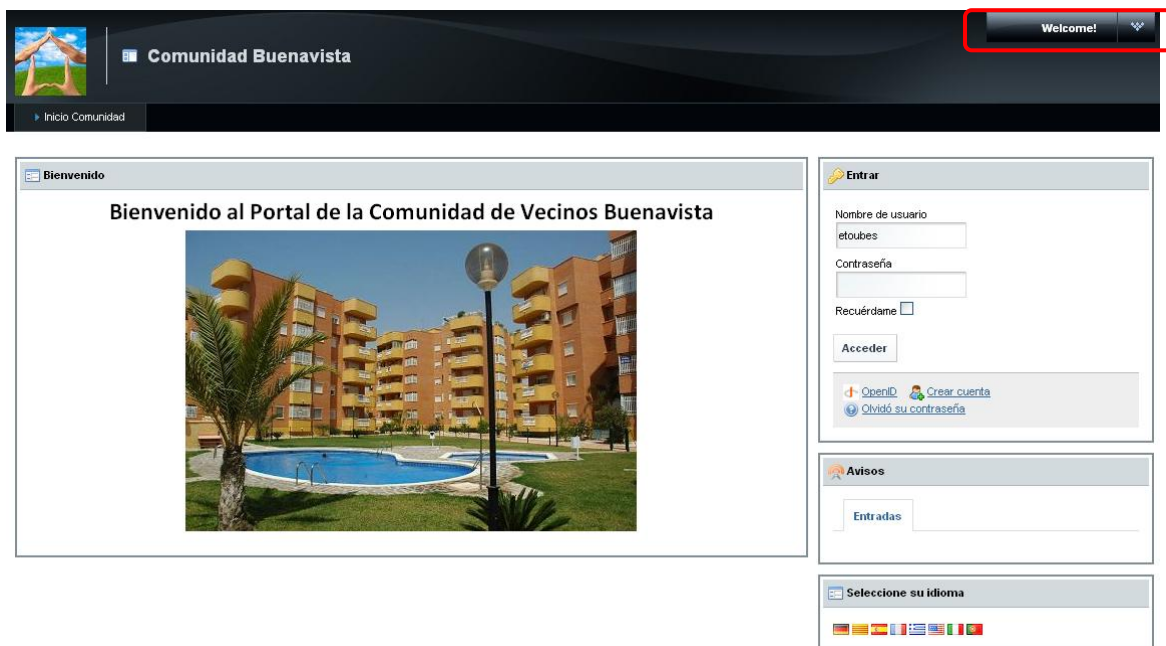 Welcome!
Comunidad Buenavista
Inicio Comunidad
Bienvenido
Bienvenido al Portal de la Comunidad de Vecinos Buenavista
Entrar
Nombre de usuario
etoubes
Contraseña
Recuérdame
Acceder
OpenID Crear cuenta
Olvidó su contraseña
Avisos
Entradas
Seleccione su idioma